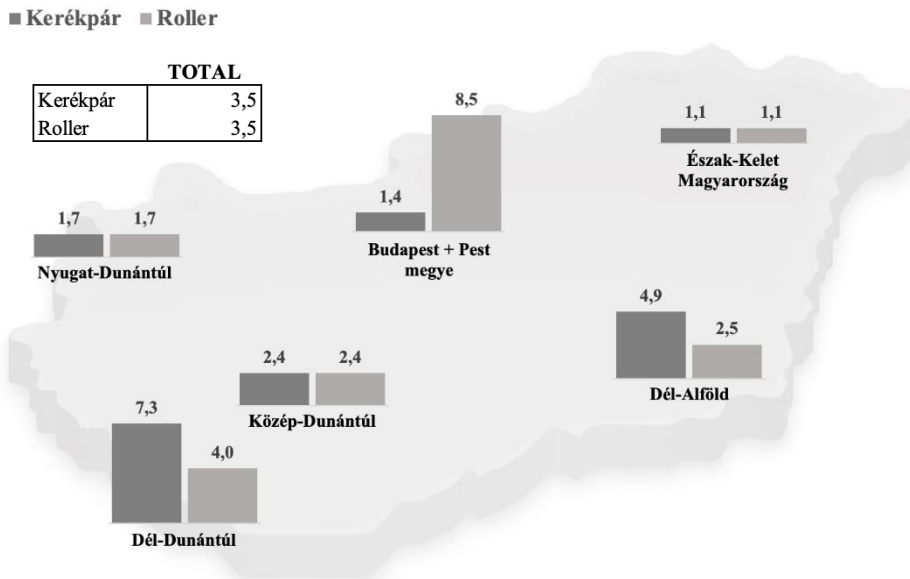 Kerékpár Roller
TOTAL
Kerékpár 3,5
Roller 3,5
8,5
1,4
Budapest + Pest
megye
1,1 1,1
Észak-Kelet
Magyarország
1,7 1,7
Nyugat-Dunántúl
4,9
2,5
Dél-Alföld
2,4 2,4
Közép-Dunántúl
7,3
4,0
Dél-Dunántúl